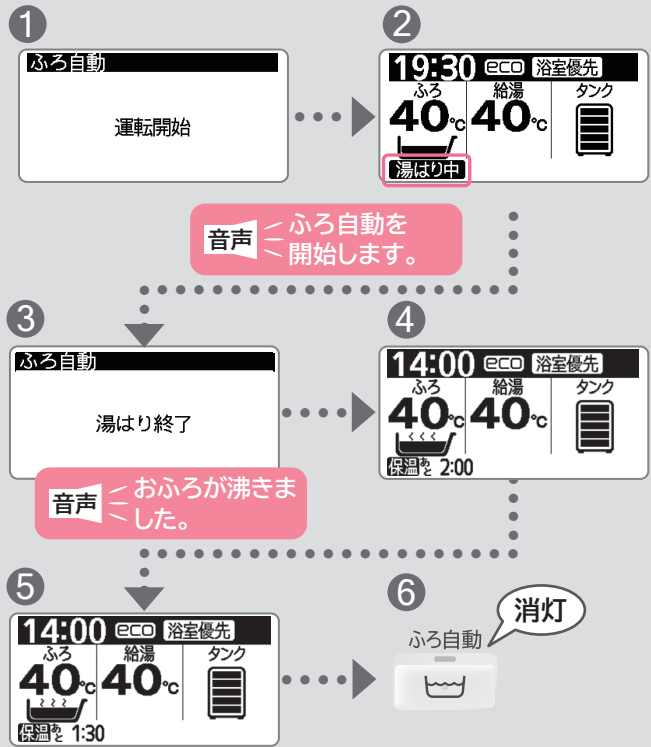 1
ふろ自動
運転開始
2
19:30 eco 浴室優先
ふろ 給湯 タンク
40℃ 40℃
湯はり中
音声 ふろ自動を
開始します。
3
ふろ自動
湯はり終了
音声 おふろが沸きま
した。
4
14:00 eco 浴室優先
ふろ 給湯 タンク
40℃ 40℃
保温あと 2:00
5
14:00 eco 浴室優先
ふろ 給湯 タンク
40℃ 40℃
保温あと 1:30
6
消灯
ふろ自動